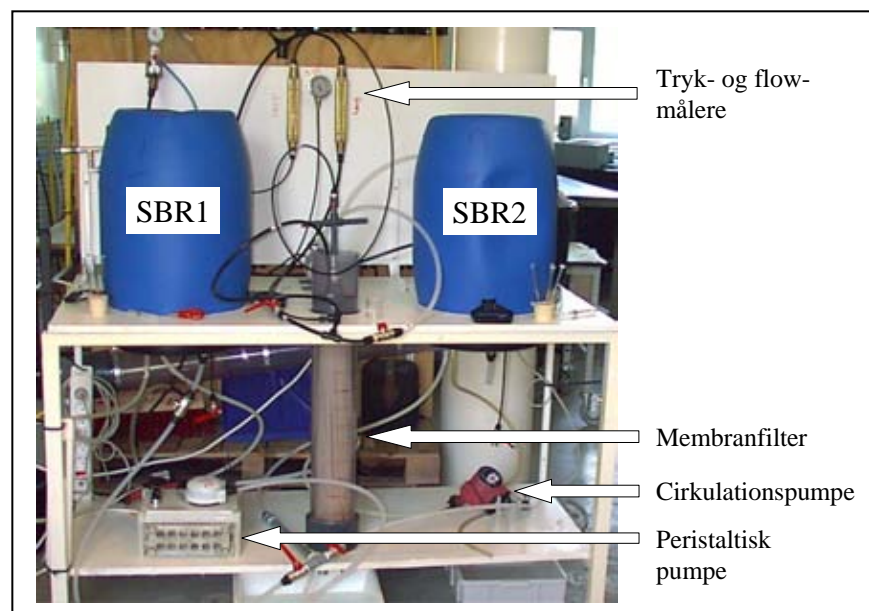 Tryk- og flow-
målere
SBR1
SBR2
Membranfilter
Cirkulationspumpe
Peristaltisk
pumpe